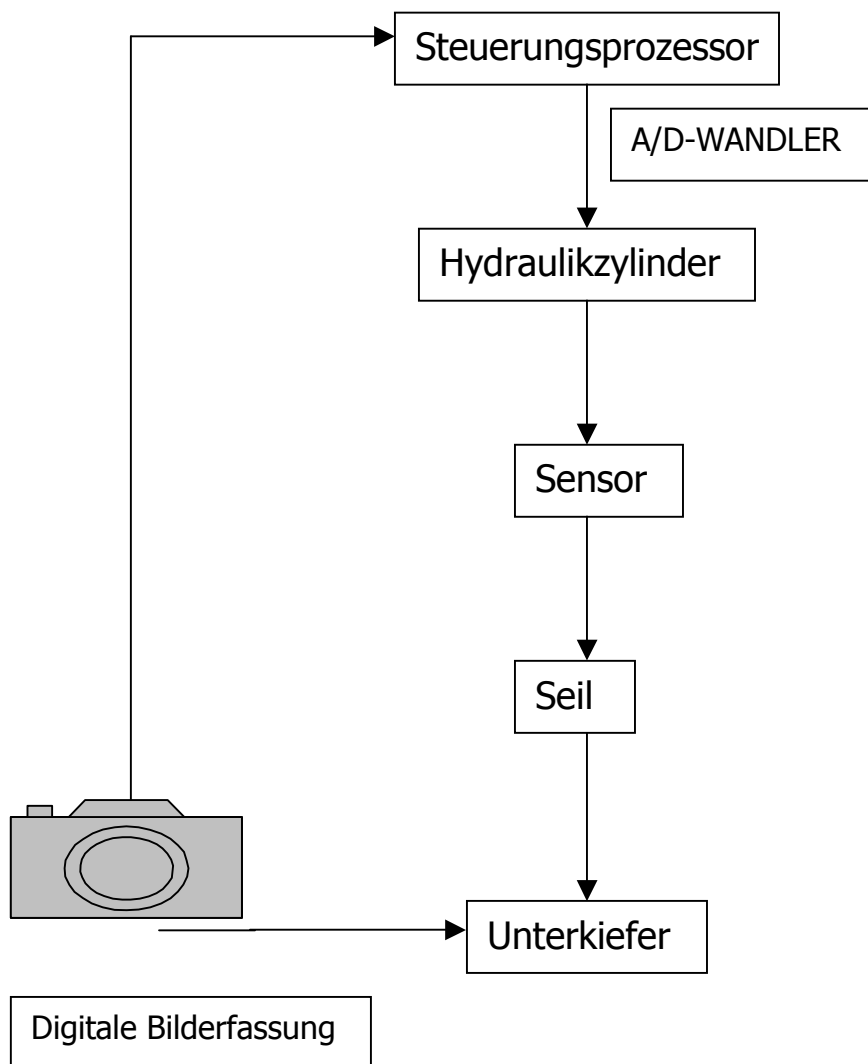 Steuerungsprozessor
A/D-WANDLER
Hydraulikzylinder
Sensor
Seil
Unterkiefer
Digitale Bilderfassung